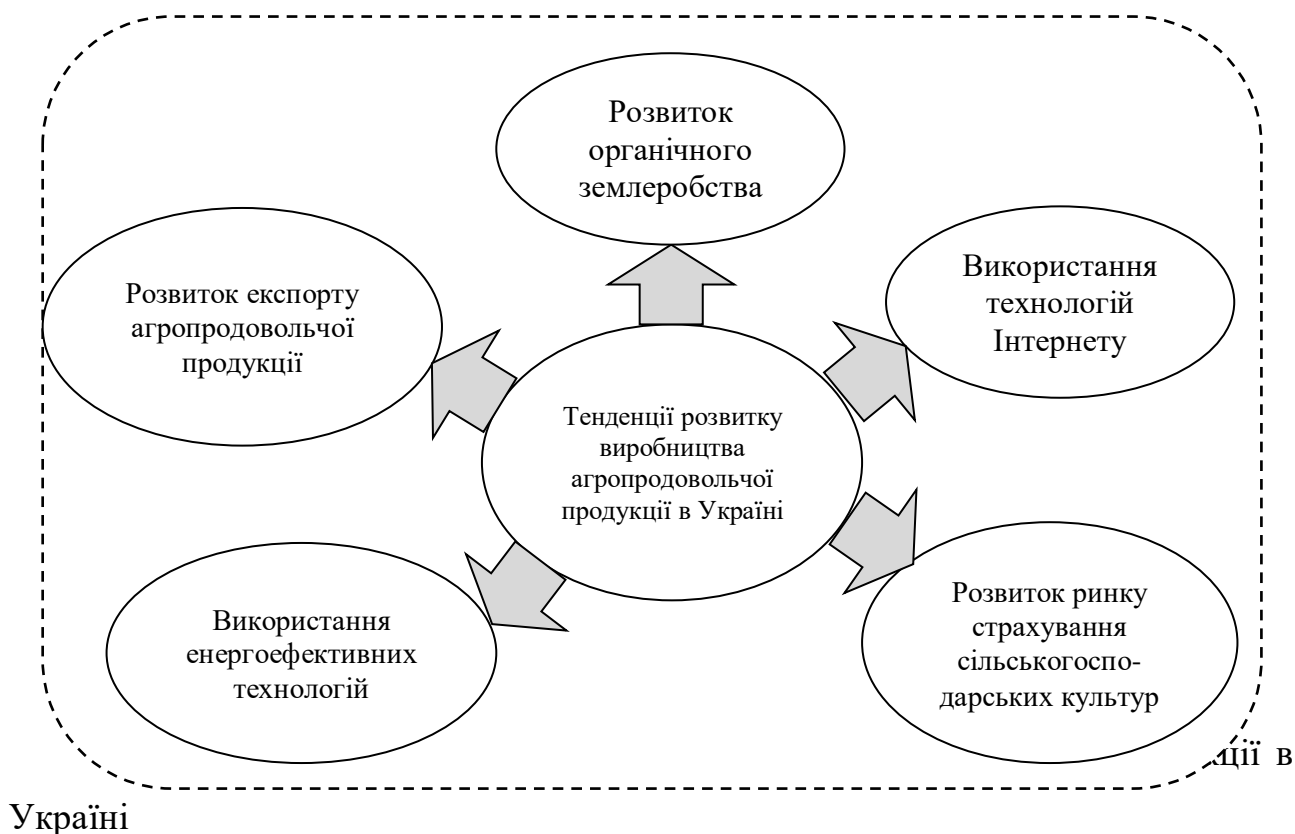 Розвиток
органічного
землеробства
Розвиток експорту
агропродовольчої
продукції
Використання
технологій
Інтернету
Тенденції розвитку
виробництва
агропродовольчої
продукції в Україні
Використання
енергоефективних
технологій
Розвиток ринку
страхування
сільськогоспо-
дарських культур
ції в
Україні